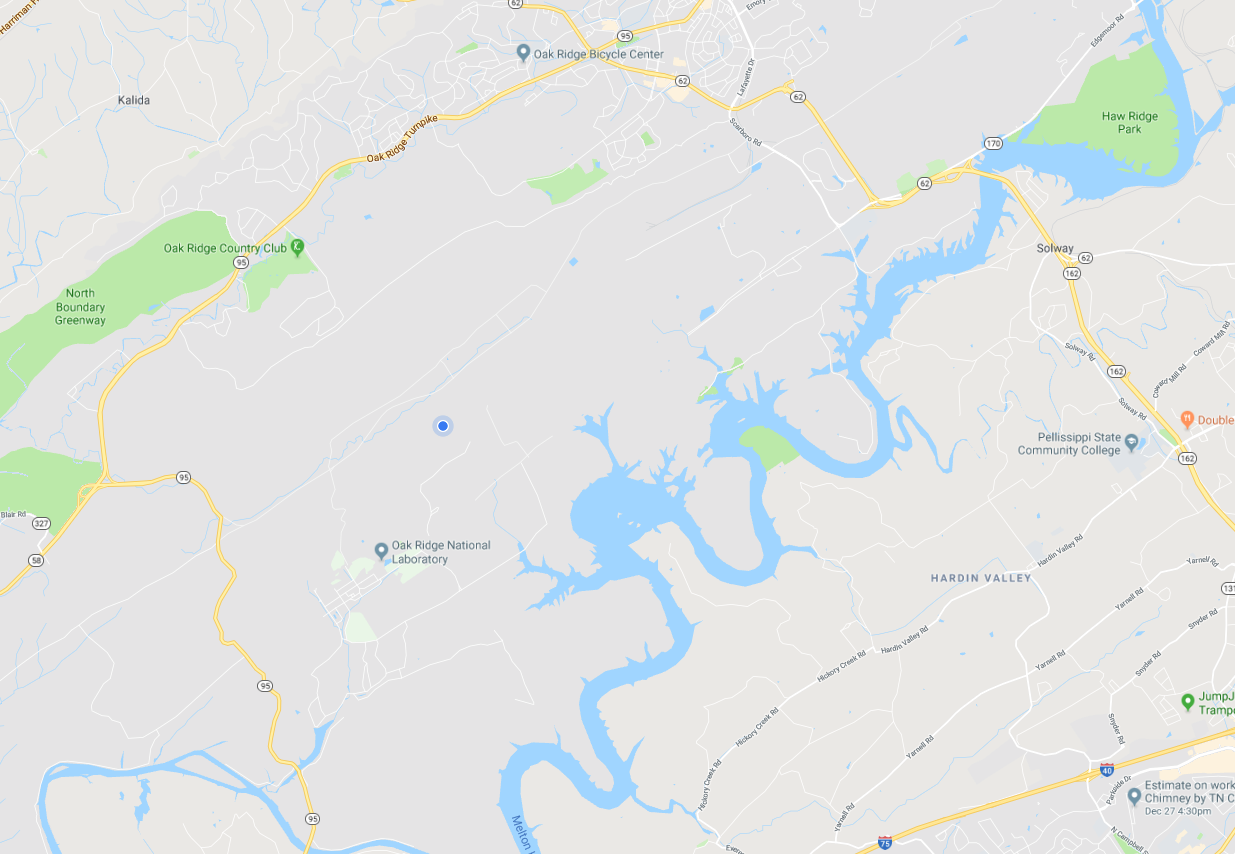 Harriman
62
Emory
95
Oak Ridge Bicycle Center
Edgemoor Rd
62
Lafayette Dr
62
Kalida
Haw Ridge
Park
Oak Ridge Turnpike
Scarboro Rd
170
62
Oak Ridge Country Club
95
Solway
62
162
North
Boundary
Greenway
Coward Mill Rd
Solway Rd
162
Coward Mill Rd
Solway Rd
Double
Pellissippi State
Community College
162
95
Blair Rd
327
Oak Ridge National
Laboratory
Hardin Valley Rd
58
Yarnell Rd
HARDIN VALLEY
131
Yarnell Rd
Snyder Rd
Hardin Valley Rd
Hickory Creek Rd
Yarnell Rd
Snyder Rd
95
JumpJ
Trampo
Hickory Creek Rd
Snyder Rd
Yarnell Rd
40
Hickory Creek Rd
Parkside Dr
Estimate on work
Chimney by TN C
Dec 27 4:30pm
95
Melton
Yarnell Rd
75
N Campbell S
Evere